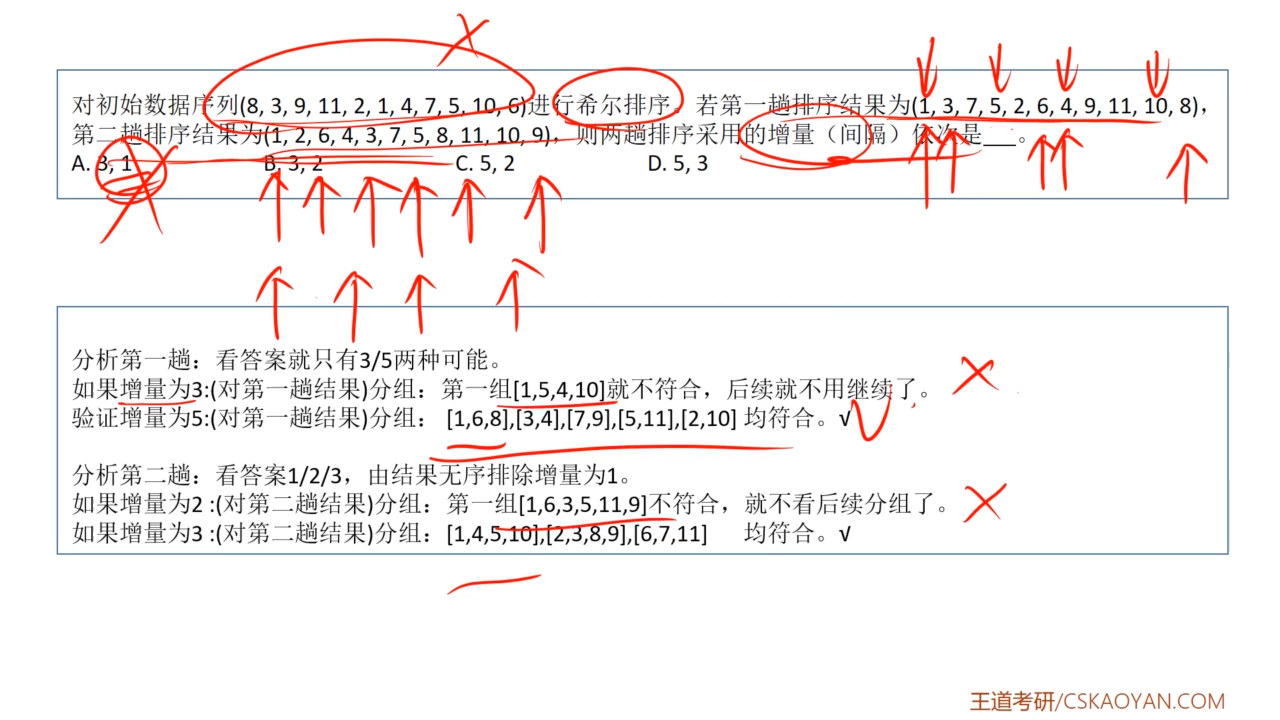 对初始数据序列(8, 3, 9, 11, 2, 1, 4, 7, 5, 10, 6)进行希尔排序。若第一趟排序结果为(1, 3, 7, 5, 2, 6, 4, 9, 11, 10, 8)，
第二趟排序结果为(1, 2, 6, 4, 3, 7, 5, 8, 11, 10, 9)，则两趟排序采用的增量（间隔）依次是___。
A. 3, 1 B. 3, 2 C. 5, 2 D. 5, 3
分析第一趟：看答案就只有3/5两种可能。
如果增量为3:(对第一趟结果)分组：第一组[1,5,4,10]就不符合，后续就不用继续了。
验证增量为5:(对第一趟结果)分组： [1,6,8],[3,4],[7,9],[5,11],[2,10] 均符合。√
分析第二趟：看答案1/2/3，由结果无序排除增量为1。
如果增量为2 :(对第二趟结果)分组：第一组[1,6,3,5,11,9]不符合，就不看后续分组了。
如果增量为3 :(对第二趟结果)分组：[1,4,5,10],[2,3,8,9],[6,7,11] 均符合。√
王道考研/CSKAOYAN.COM